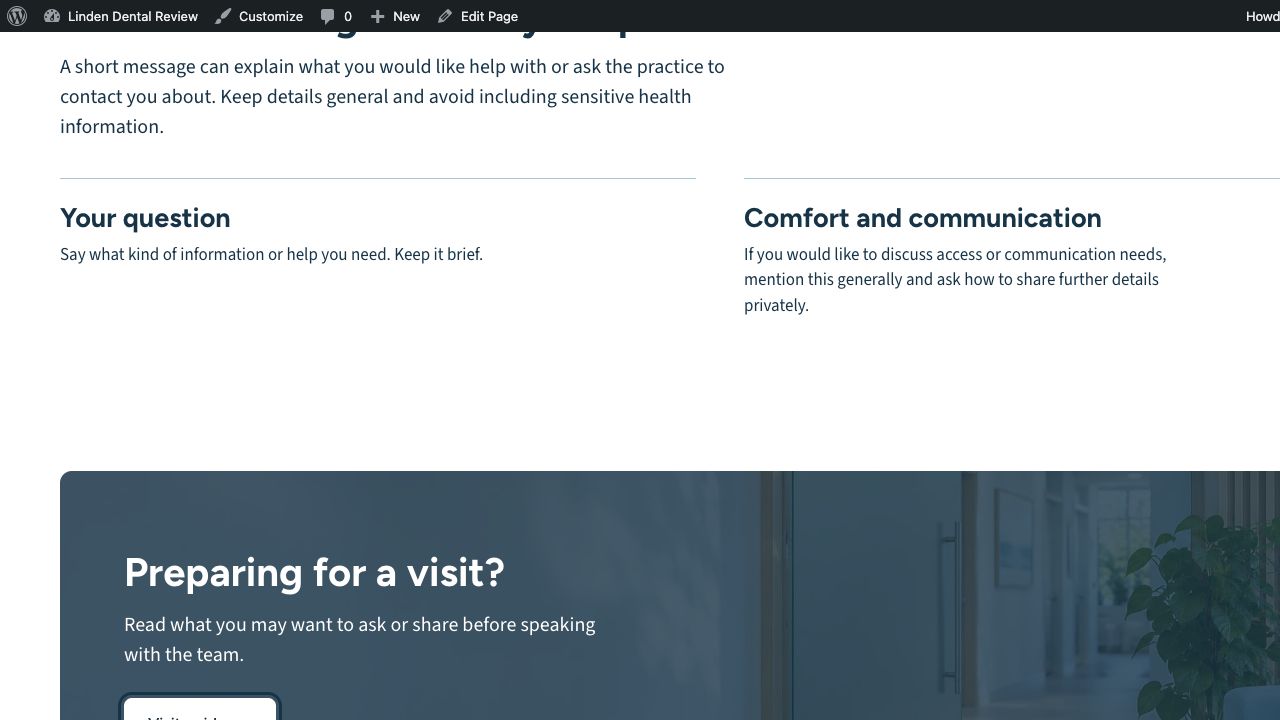 Linden Dental Review Customize 0 New Edit Page Howd
A short message can explain what you would like help with or ask the practice to
contact you about. Keep details general and avoid including sensitive health
information.
Your question
Say what kind of information or help you need. Keep it brief.
Comfort and communication
If you would like to discuss access or communication needs,
mention this generally and ask how to share further details
privately.
Preparing for a visit?
Read what you may want to ask or share before speaking
with the team.